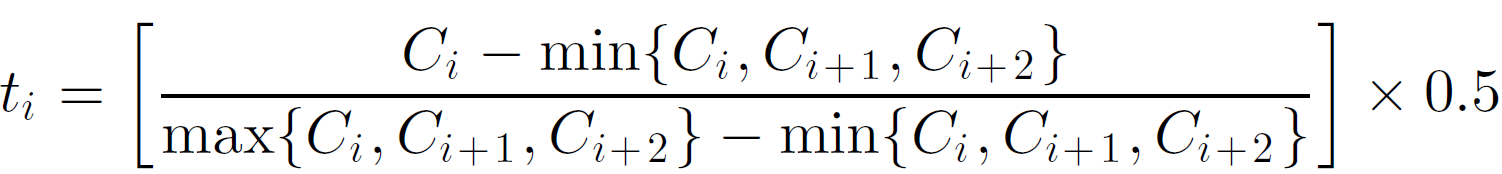 t_i = \left[ \frac{C_i - \min\{C_i, C_{i+1}, C_{i+2}\}}{\max\{C_i, C_{i+1}, C_{i+2}\} - \min\{C_i, C_{i+1}, C_{i+2}\}} \right] \times 0.5